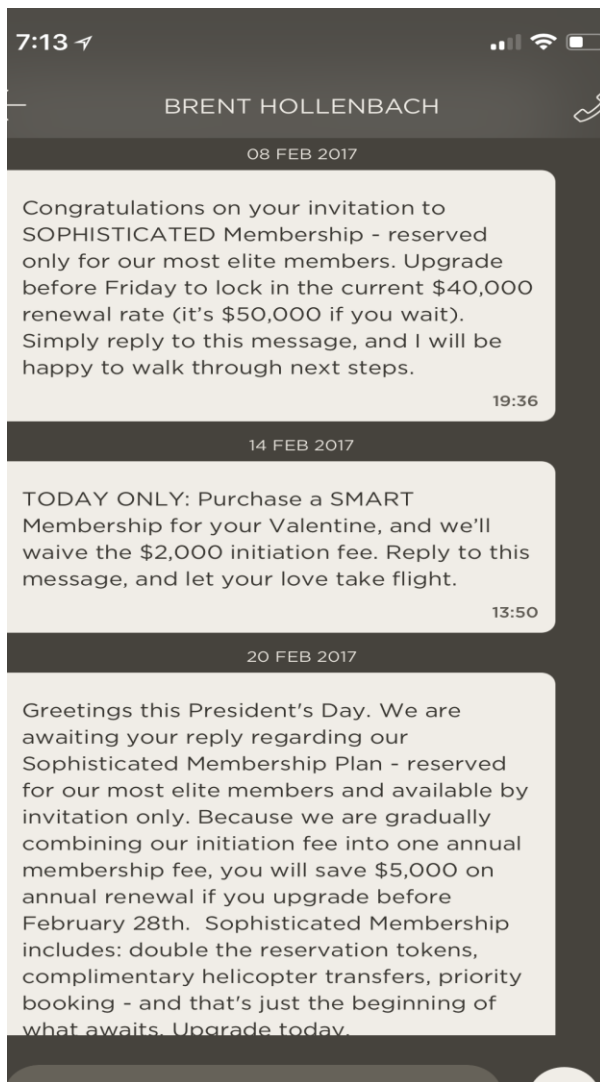 7:13
BRENT HOLLENBACH
08 FEB 2017
Congratulations on your invitation to
SOPHISTICATED Membership - reserved
only for our most elite members. Upgrade
before Friday to lock in the current $40,000
renewal rate (it’s $50,000 if you wait).
Simply reply to this message, and I will be
happy to walk through next steps.
19:36
14 FEB 2017
TODAY ONLY: Purchase a SMART
Membership for your Valentine, and we’ll
waive the $2,000 initiation fee. Reply to this
message, and let your love take flight.
13:50
20 FEB 2017
Greetings this President's Day. We are
awaiting your reply regarding our
Sophisticated Membership Plan - reserved
for our most elite members and available by
invitation only. Because we are gradually
combining our initiation fee into one annual
membership fee, you will save $5,000 on
annual renewal if you upgrade before
February 28th.  Sophisticated Membership
includes: double the reservation tokens,
complimentary helicopter transfers, priority
booking - and that's just the beginning of
what awaits. Upgrade today.